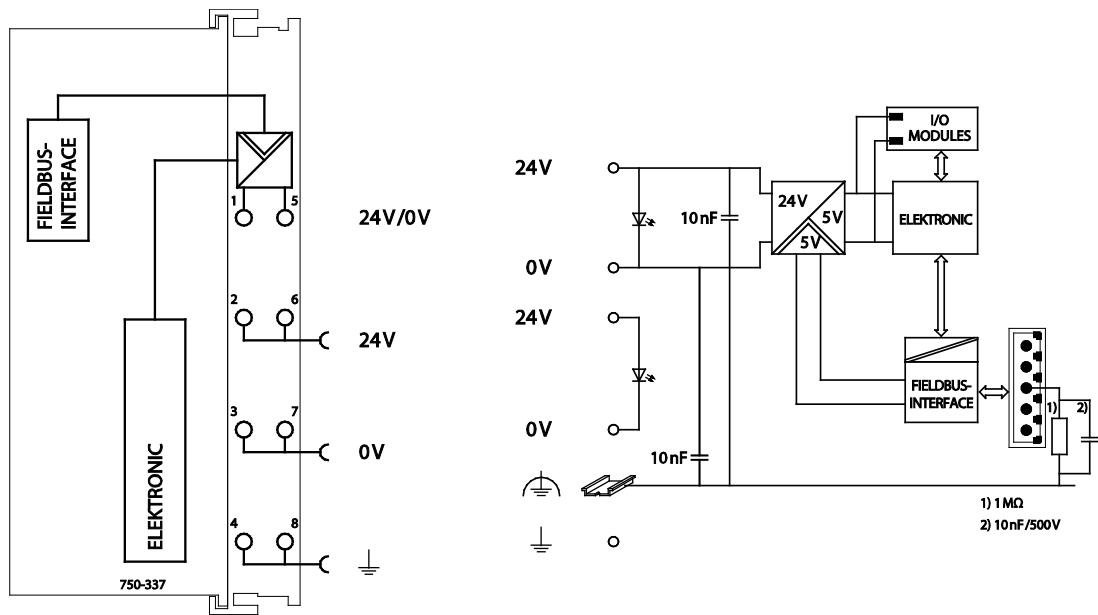 FIELDBUS-
INTERFACE
1
5
24V/0V
2
6
24V
3
7
0V
4
8
ELEKTRONIC
750-337
24V
0V
24V
0V
10nF
10nF
24V
5V
5V
I/O
MODULES
ELEKTRONIC
FIELDBUS-
INTERFACE
1)
2)
1) 1MΩ
2) 10nF/500V